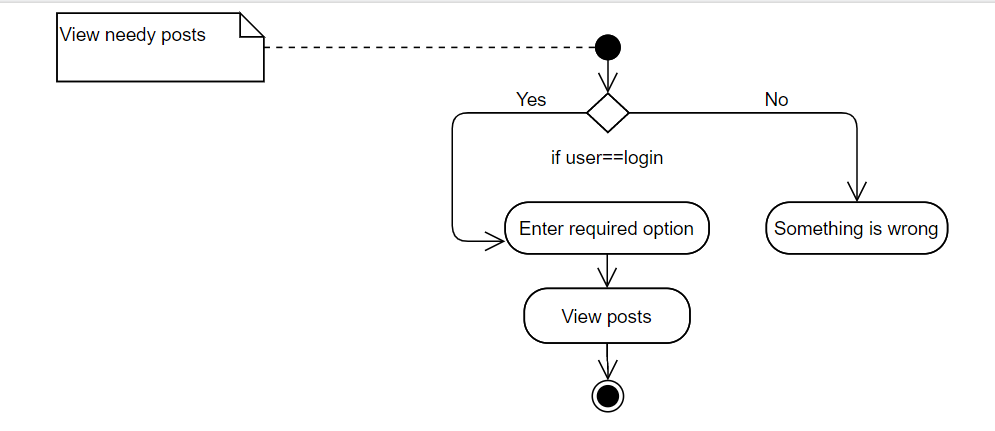 View needy posts
Yes
No
if user==login
Enter required option
Something is wrong
View posts